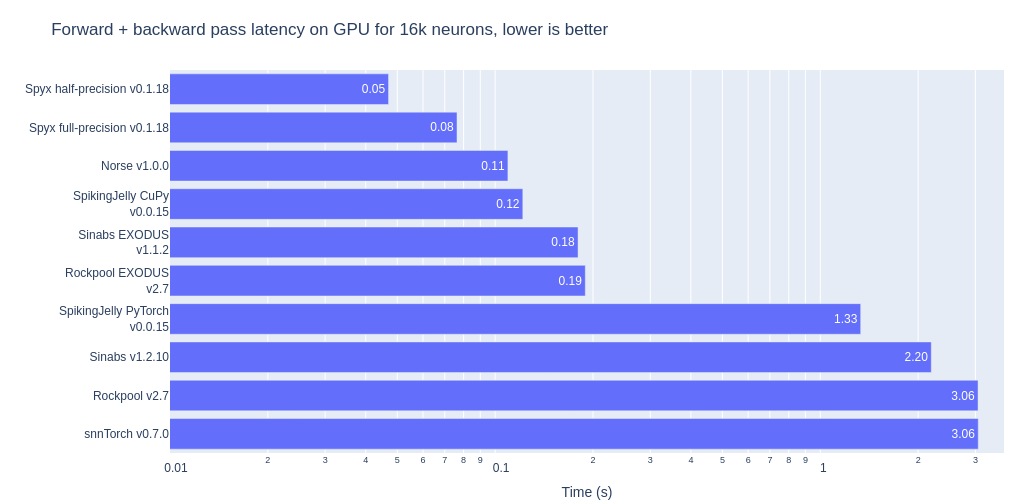 Forward + backward pass latency on GPU for 16k neurons, lower is better
Spyx half-precision v0.1.18
0.05
Spyx full-precision v0.1.18
0.08
Norse v1.0.0
0.11
SpikingJelly CuPy
v0.0.15
0.12
Sinabs EXODUS
v1.1.2
0.18
Rockpool EXODUS
v2.7
0.19
SpikingJelly PyTorch
v0.0.15
1.33
Sinabs v1.2.10
2.20
Rockpool v2.7
3.06
snnTorch v0.7.0
3.06
0.01 2 3 4 5 6 7 8 9 0.1 2 3 4 5 6 7 8 9 1 2 3
Time (s)